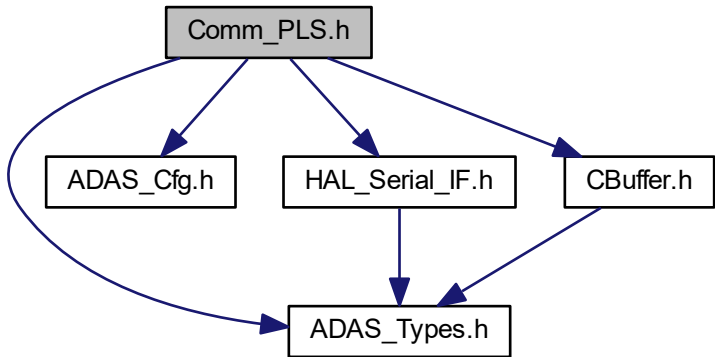 Comm_PLS.h
ADAS_Cfg.h
HAL_Serial_IF.h
CBuffer.h
ADAS_Types.h